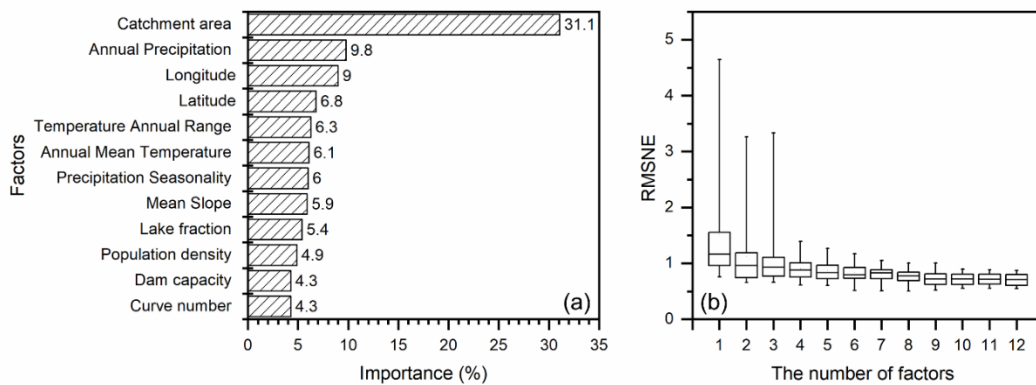 Factors
Catchment area 31.1
Annual Precipitation 9.8
Longitude 9
Latitude 6.8
Temperature Annual Range 6.3
Annual Mean Temperature 6.1
Precipitation Seasonality 6
Mean Slope 5.9
Lake fraction 5.4
Population density 4.9
Dam capacity 4.3
Curve number 4.3
(a)
0 5 10 15 20 25 30 35
Importance (%)
RMSNE
5
4
3
2
1
0
(b)
1 2 3 4 5 6 7 8 9 10 11 12
The number of factors